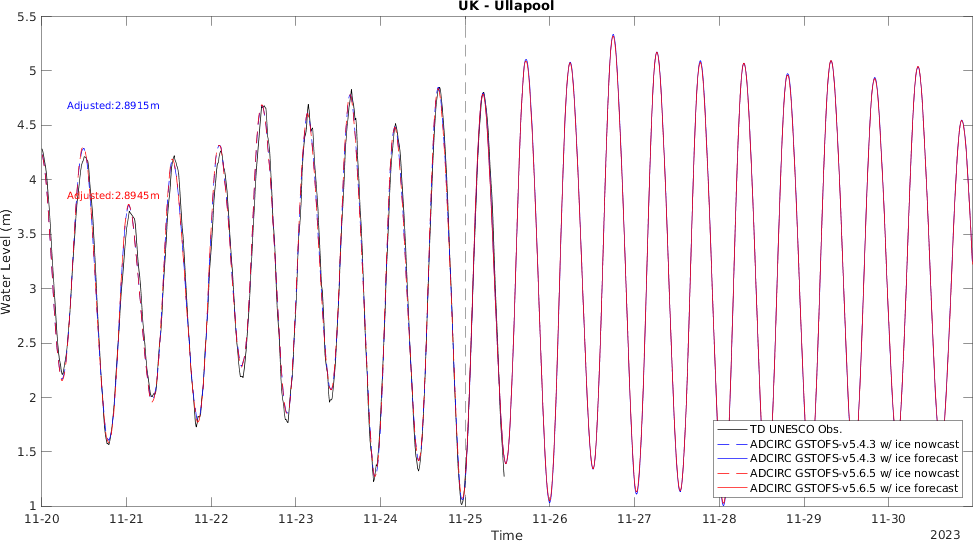 UK - Ullapool
5.5
5
4.5
4
3.5
3
2.5
2
1.5
1
Water Level (m)
Adjusted:2.8915m
Adjusted:2.8945m
TD UNESCO Obs.
ADCIRC GSTOFS-v5.4.3 w/ ice nowcast
ADCIRC GSTOFS-v5.4.3 w/ ice forecast
ADCIRC GSTOFS-v5.6.5 w/ ice nowcast
ADCIRC GSTOFS-v5.6.5 w/ ice forecast
11-20 11-21 11-22 11-23 11-24 11-25 11-26 11-27 11-28 11-29 11-30
Time
2023